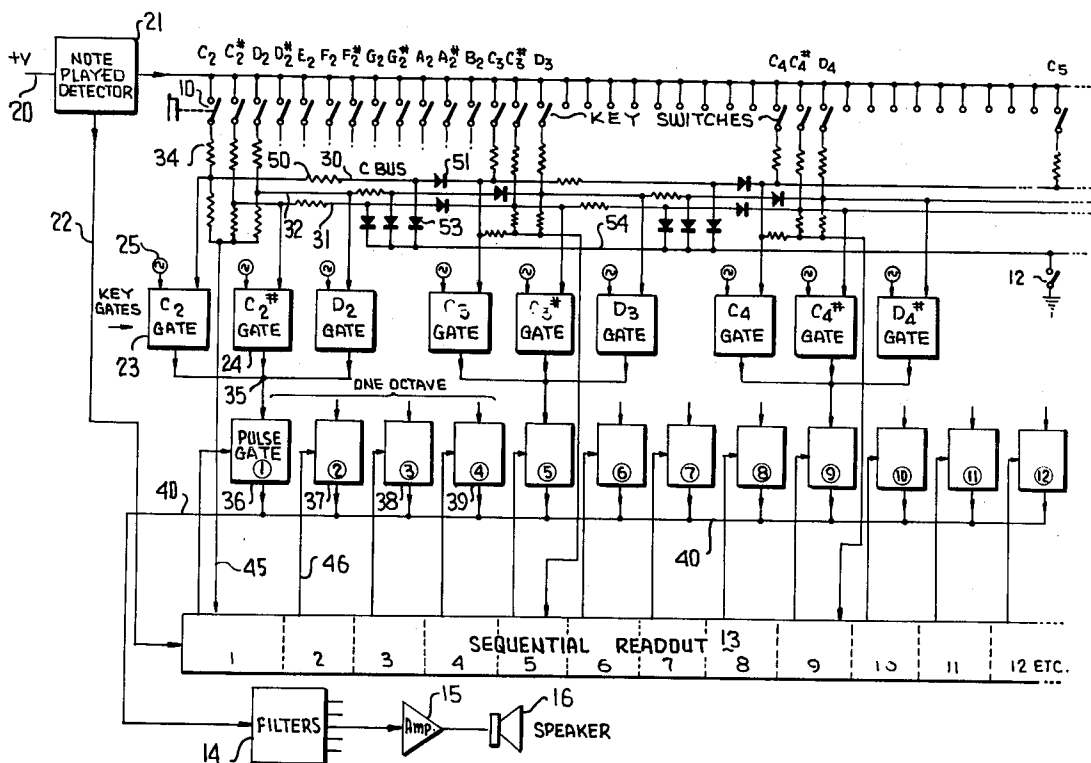 21
+V
20
NOTE PLAYED DETECTOR
C2 C2# D2 D2# E2 F2 F2# G2 G2# A2 A2# B2 C3 C3# D3 C4 C4# D4 C5
10
KEY SWITCHES
34
50 30 C BUS 51
32 31 53 54
22
25
12
KEY GATES
C2 GATE
C2# GATE
D2 GATE
GATE
GATE
D3 GATE
C4 GATE
C4# GATE
D4# GATE
23 24
35 ONE OCTAVE
PULSE GATE 1 2 3 4 5 6 7 8 9 10 11 12
40 36 37 38 39
40
45 46
SEQUENTIAL READOUT 13
1 2 3 4 5 6 7 8 9 10 11 12 ETC.
15 16
FILTERS Amp. SPEAKER
14